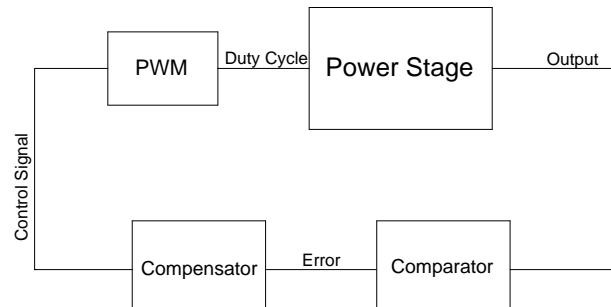 PWM
Duty Cycle
Power Stage
Output
Control Signal
Compensator
Error
Comparator